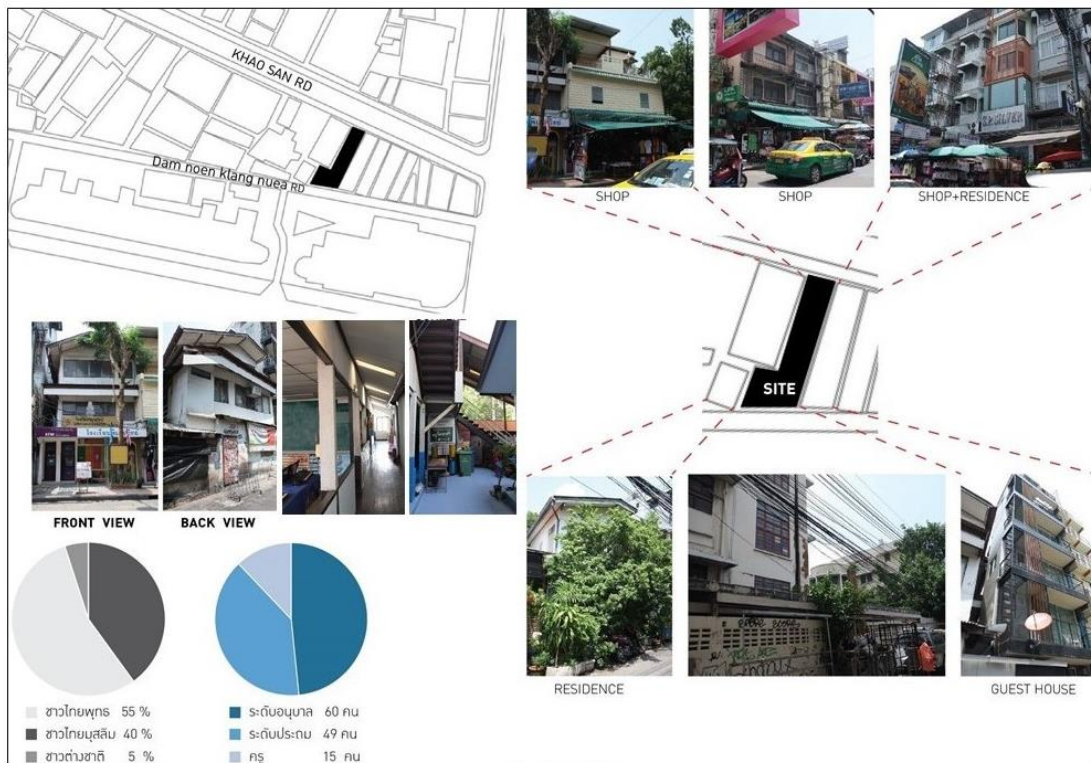 KHAO SAN RD
Dam noen klang nuea RD
SHOP
SHOP
SHOP+RESIDENCE
SITE
FRONT VIEW
BACK VIEW
RESIDENCE
GUEST HOUSE
ชาวไทยพุทธ 55 %
ชาวไทยมุสลิม 40 %
ชาวต่างชาติ 5 %
ระดับอนุบาล 60 คน
ระดับประถม 49 คน
ครู 15 คน